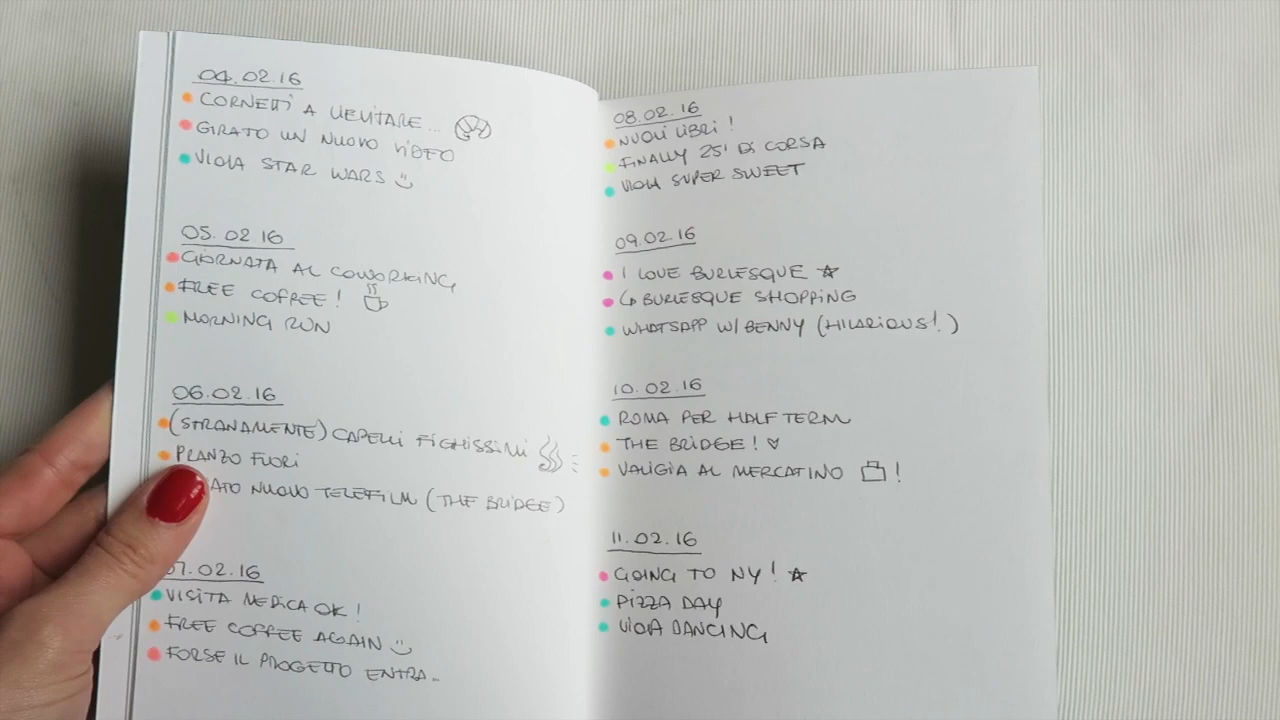 04.02.16
CORNETTI A LIEVITARE...
GIRATO UN NUOVO VIDEO
VIOLA STAR WARS
05.02.16
GIORNATA AL COWORKING
FREE COFFEE!
MORNING RUN
06.02.16
(STRANAMENTE) CAPELLI FIGHISSIMI
PRANZO FUORI
NUOVO TELEFILM (THE BRIDGE)
07.02.16
VISITA MEDICA OK!
FREE COFFEE AGAIN
FORSE IL PROGETTO ENTRA...
08.02.16
NUOVI LIBRI!
FINALLY 25' DI CORSA
VIOLA SUPER SWEET
09.02.16
I LOVE BURLESQUE
↳ BURLESQUE SHOPPING
WHATSAPP W/ BENNY (HILARIOUS!)
10.02.16
ROMA PER HALF TERM
THE BRIDGE! ♡
VALIGIA AL MERCATINO !
11.02.16
GOING TO NY!
PIZZA DAY
VIOLA DANCING